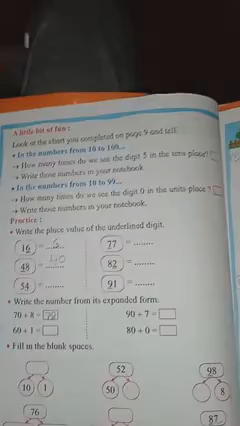 A little bit of fun :
Look at the chart you completed on page 9 and tell.
• In the numbers from 10 to 100...
→ How many times do we see the digit 5 in the tens place?
→ Write those numbers in your notebook.
• In the numbers from 10 to 99...
→ How many times do we see the digit 0 in the units place ?
→ Write those numbers in your notebook.
Practice :
• Write the place value of the underlined digit.
16 = ........ 77 = ........
48 = 40 82 = ........
54 = ........ 91 = ........
• Write the number from its expanded form.
70 + 8 = 78 90 + 7 =
60 + 1 = 80 + 0 =
• Fill in the blank spaces.
52 98
10 1 50 8
76 87